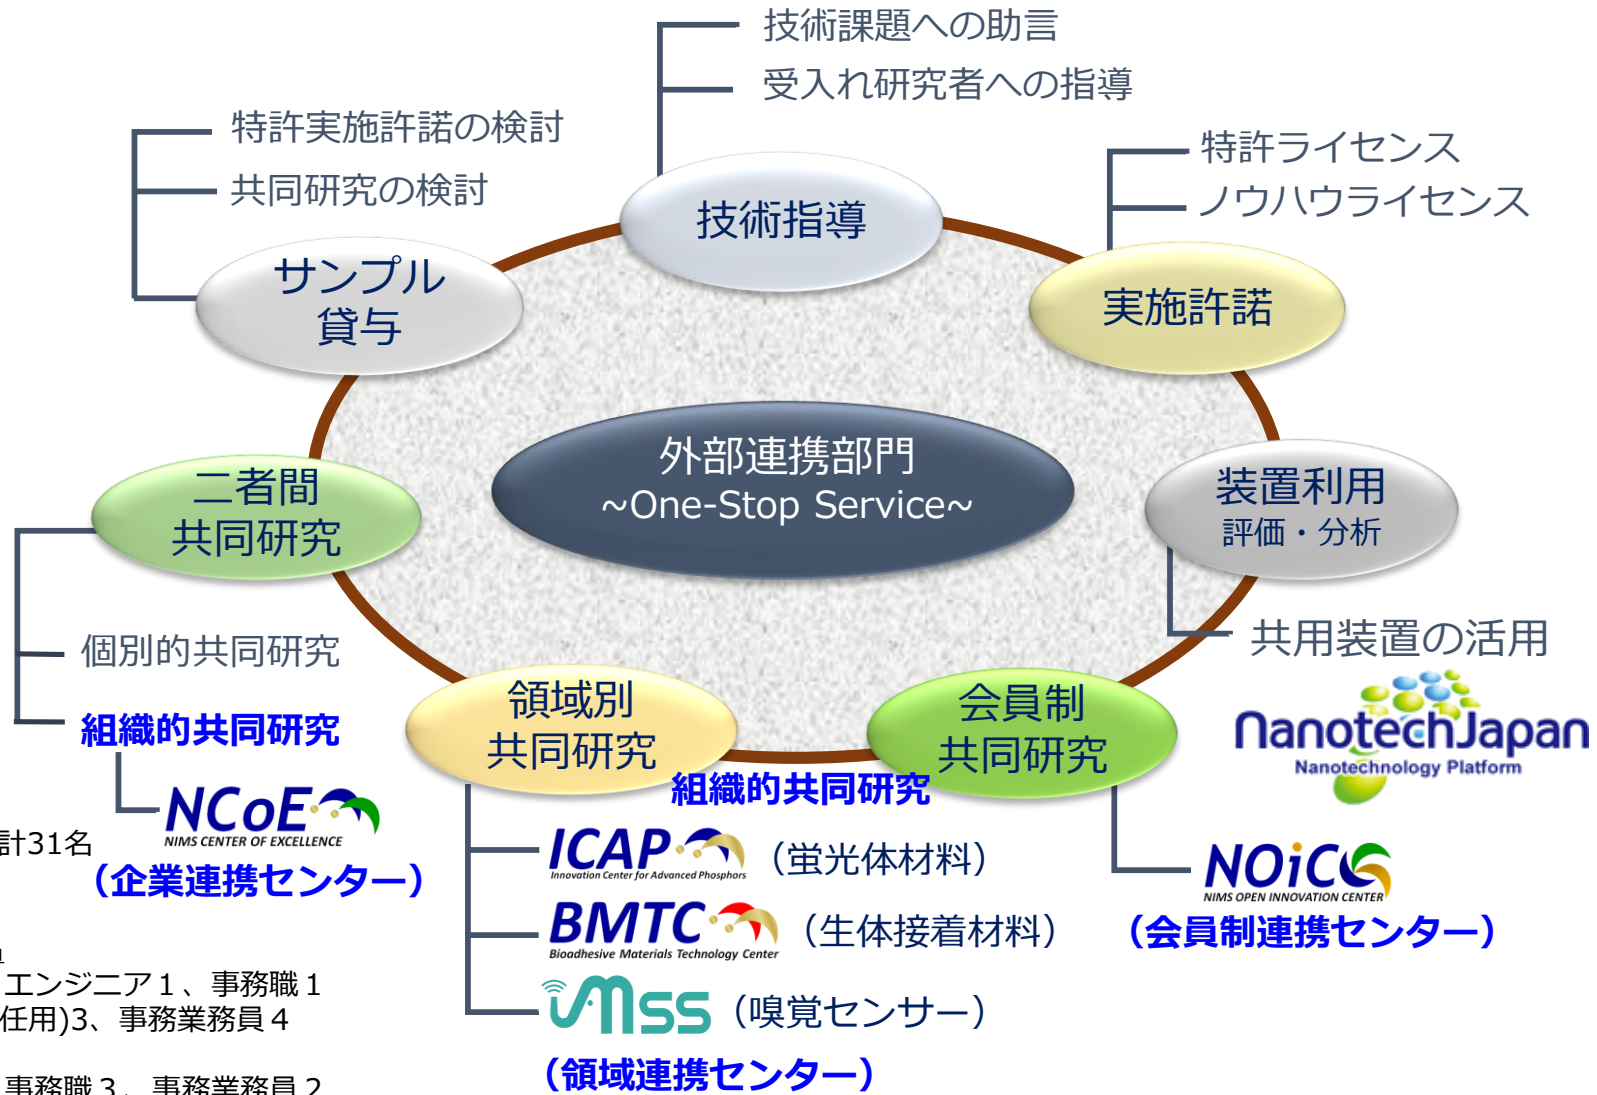 技術課題への助言
受入れ研究者への指導
特許実施許諾の検討
共同研究の検討
特許ライセンス
ノウハウライセンス
技術指導
サンプル
貸与
実施許諾
外部連携部門
~One-Stop Service~
二者間
共同研究
装置利用
評価・分析
個別的共同研究
組織的共同研究
共用装置の活用
NanotechJapan
Nanotechnology Platform
領域別
共同研究
会員制
共同研究
組織的共同研究
NCoE
NIMS CENTER OF EXCELLENCE
計31名
（企業連携センター）
ICAP
Innovation Center for Advanced Phosphors
（蛍光体材料）
BMTC
Bioadhesive Materials Technology Center
（生体接着材料）
MSS
（嗅覚センサー）
（領域連携センター）
NOiC
NIMS OPEN INNOVATION CENTER
（会員制連携センター）
エンジニア１、事務職１
任用)3、事務業務員４
事務職３、事務業務員２